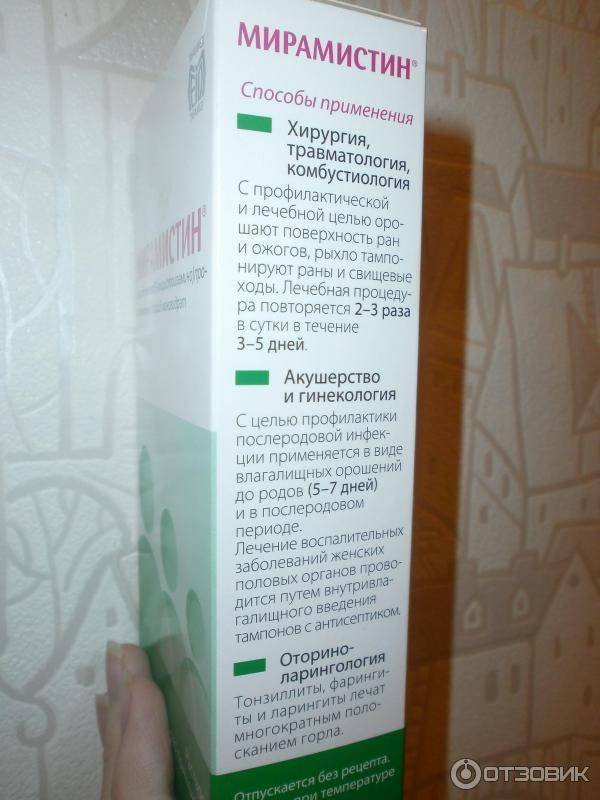 МИРАМИСТИН®
Способы применения
Хирургия,
травматология,
комбустиология
С профилактической
и лечебной целью оро-
шают поверхность ран
и ожогов, рыхло тампо-
нируют раны и свищевые
ходы. Лечебная процеду-
ра повторяется 2–3 раза
в сутки в течение
3–5 дней.
Акушерство
и гинекология
С целью профилактики
послеродовой инфек-
ции применяется в виде
влагалищных орошений
до родов (5–7 дней)
и в послеродовом
периоде.
Лечение воспалительных
заболеваний женских
половых органов прово-
дится путем внутривла-
галищного введения
тампонов с антисептиком.
Оторино-
ларингология
Тонзиллиты, фаринги-
ты и ларингиты лечат
многократным поло-
сканием горла.
Отпускается без рецепта.
при температуре
МИРАМИСТИН®
ОТЗОВИК